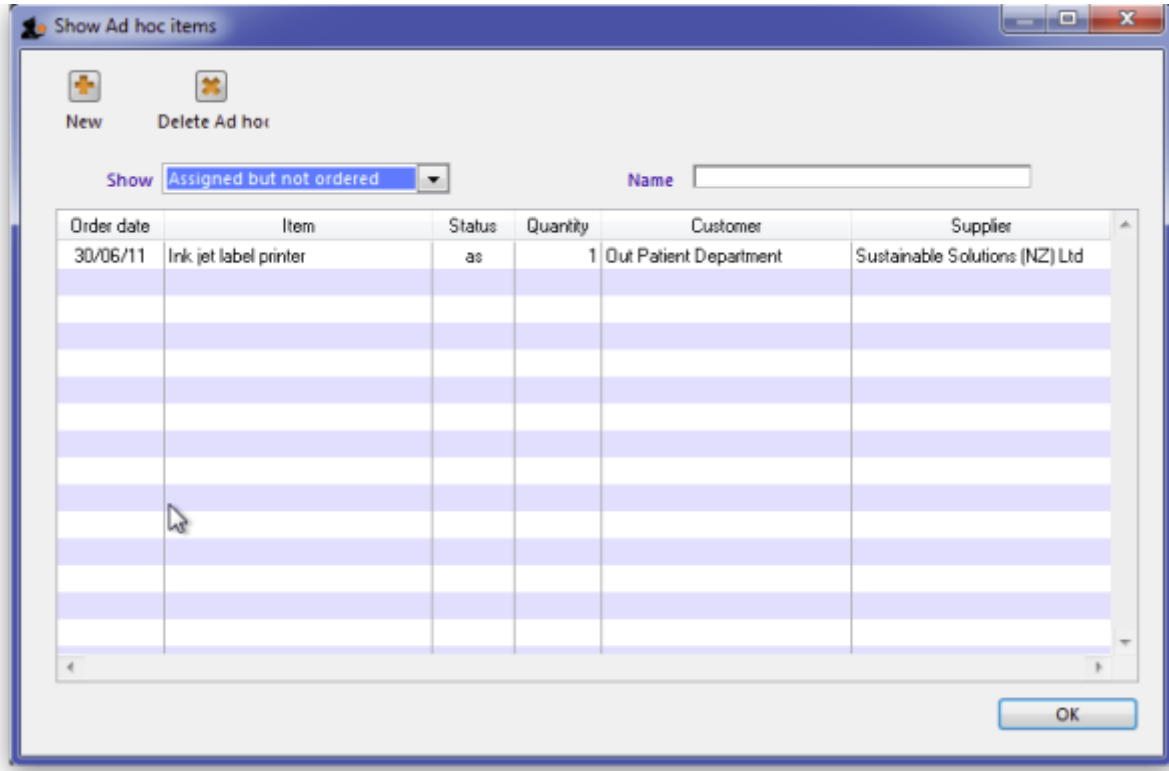 Show Ad hoc items
New Delete Ad hoc
Show Assigned but not ordered Name
Order date Item Status Quantity Customer Supplier
30/06/11 Ink jet label printer as 1 Out Patient Department Sustainable Solutions (NZ) Ltd
OK